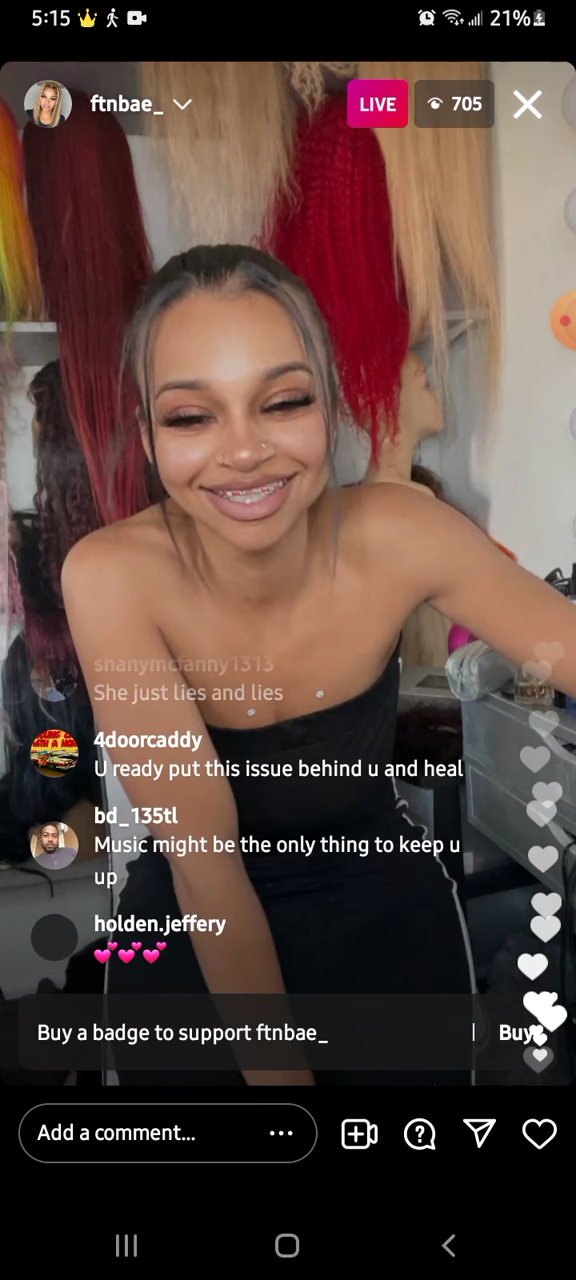 5:15
21%
ftnbae_
LIVE
705
shanymcfanny1313
She just lies and lies
4doorcaddy
U ready put this issue behind u and heal
bd_135tl
Music might be the only thing to keep u
up
holden.jeffery
💕💕💕
Buy a badge to support ftnbae_ | Buy
Add a comment...